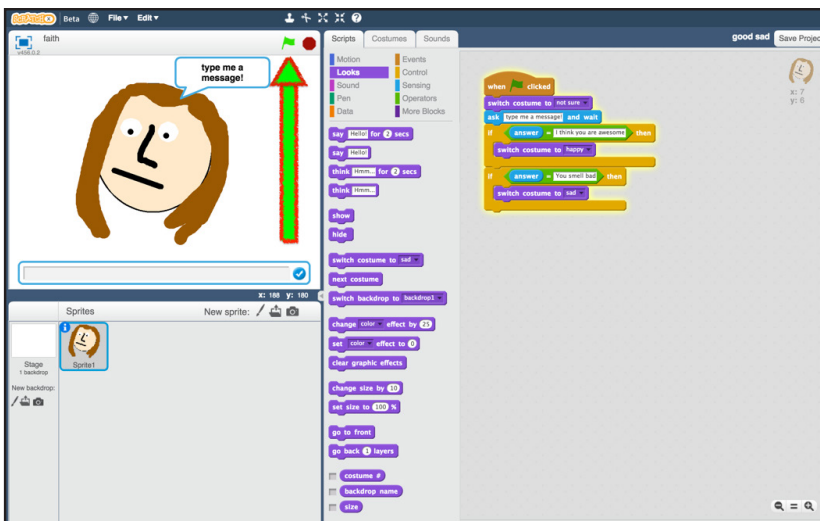 SCRATCHX Beta File▾ Edit▾
faith
v456.0.2
type me a
message!
x: 188 y: 180
Sprites New sprite:
Stage
1 backdrop
New backdrop:
Sprite1
Scripts Costumes Sounds
Motion Events
Looks Control
Sound Sensing
Pen Operators
Data More Blocks
say Hello! for 2 secs
say Hello!
think Hmm... for 2 secs
think Hmm...
show
hide
switch costume to sad
next costume
switch backdrop to backdrop1
change color effect by 25
set color effect to 0
clear graphic effects
change size by 10
set size to 100 %
go to front
go back 1 layers
costume #
backdrop name
size
good sad Save Projec
when clicked
switch costume to not sure
ask type me a message! and wait
if answer = I think you are awesome then
switch costume to happy
if answer = You smell bad then
switch costume to sad
x: 7
y: 6